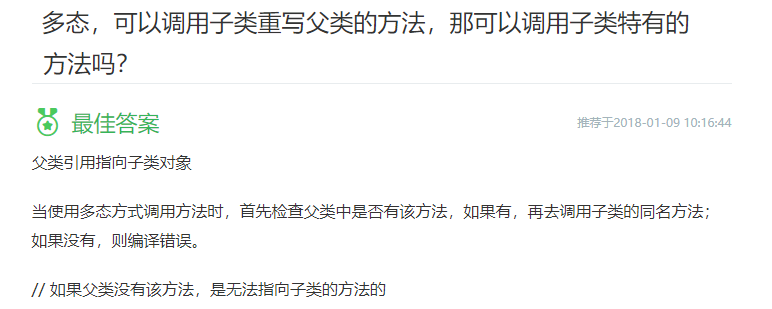 多态，可以调用子类重写父类的方法，那可以调用子类特有的
方法吗？
最佳答案
推荐于2018-01-09 10:16:44
父类引用指向子类对象
当使用多态方式调用方法时，首先检查父类中是否有该方法，如果有，再去调用子类的同名方法；
如果没有，则编译错误。
// 如果父类没有该方法，是无法指向子类的方法的